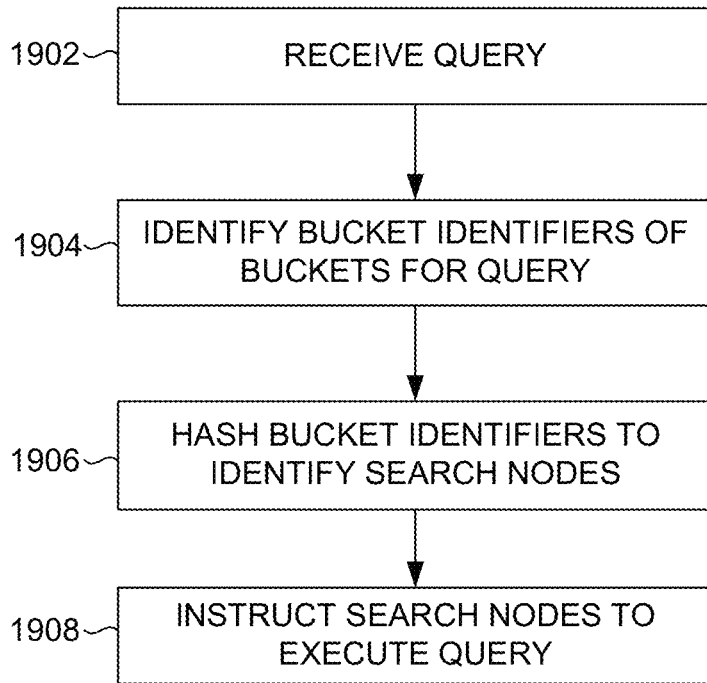 1902
RECEIVE QUERY
1904
IDENTIFY BUCKET IDENTIFIERS OF
BUCKETS FOR QUERY
1906
HASH BUCKET IDENTIFIERS TO
IDENTIFY SEARCH NODES
1908
INSTRUCT SEARCH NODES TO
EXECUTE QUERY